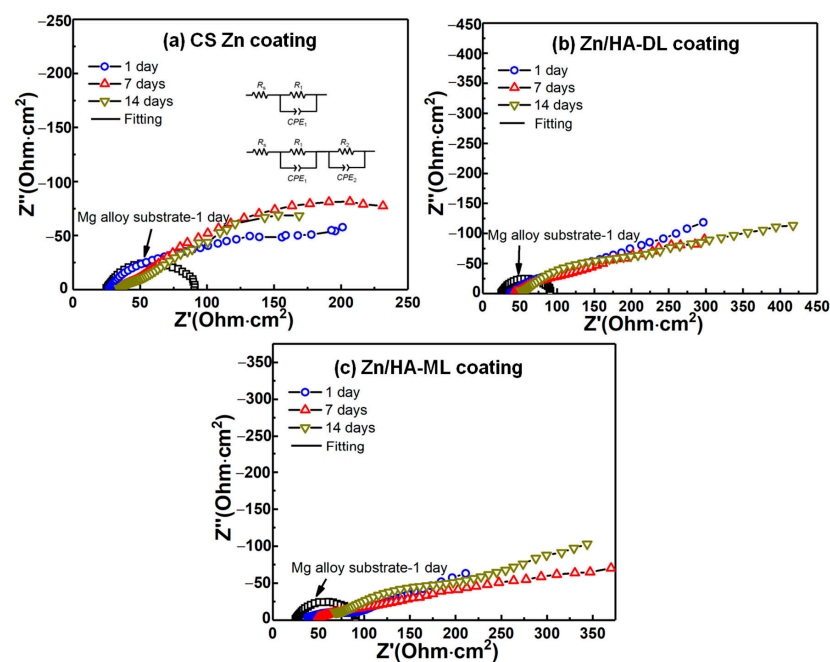 (a) CS Zn coating
1 day
7 days
14 days
Fitting
Rs
R1
CPE1
Rs
R1
R2
CPE1
CPE2
Mg alloy substrate-1 day
Z''(Ohm·cm²)
−250
−200
−150
−100
−50
0
0 50 100 150 200 250
Z'(Ohm·cm²)
(b) Zn/HA-DL coating
1 day
7 days
14 days
Fitting
Mg alloy substrate-1 day
Z''(Ohm·cm²)
−450
−400
−350
−300
−250
−200
−150
−100
−50
0
0 50 100 150 200 250 300 350 400 450
Z'(Ohm·cm²)
(c) Zn/HA-ML coating
1 day
7 days
14 days
Fitting
Mg alloy substrate-1 day
Z''(Ohm·cm²)
−350
−300
−250
−200
−150
−100
−50
0
0 50 100 150 200 250 300 350
Z'(Ohm·cm²)